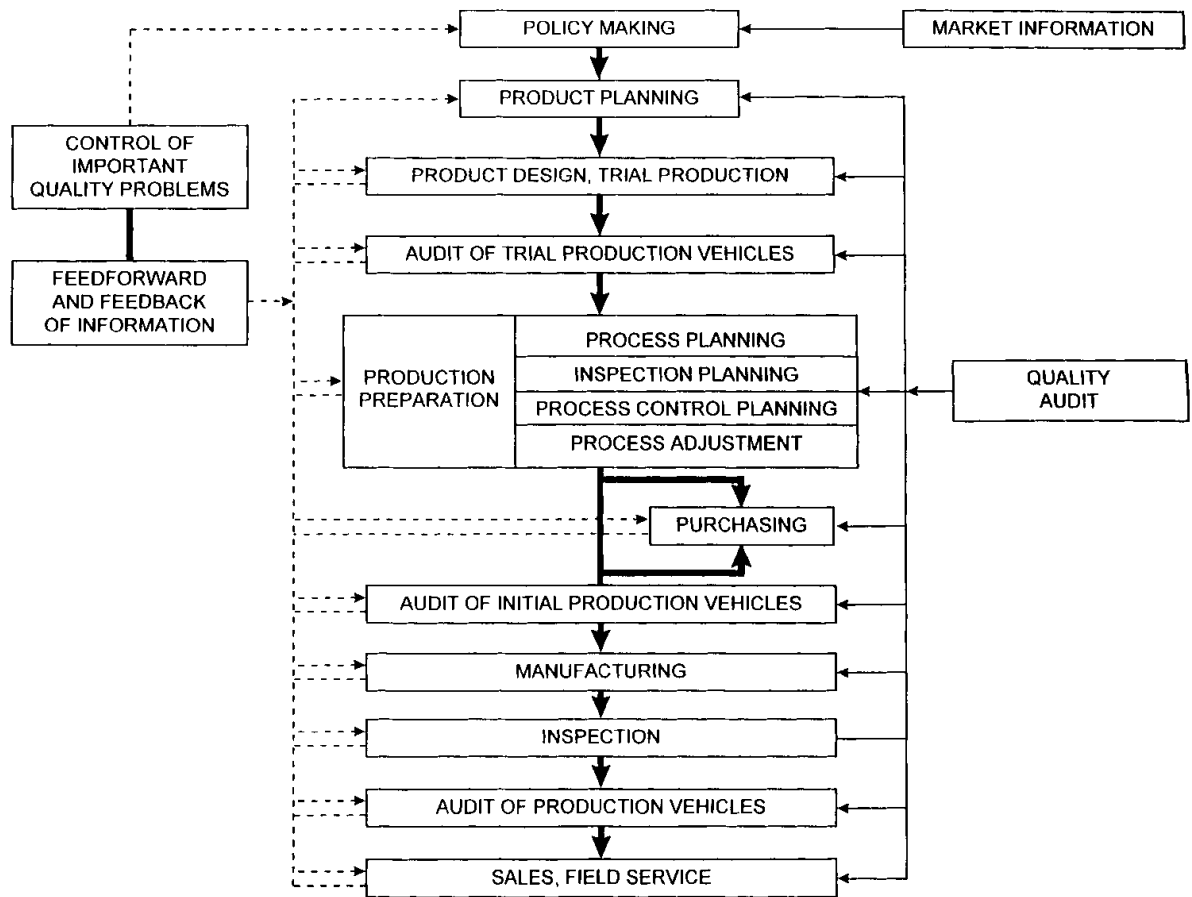 POLICY MAKING
MARKET INFORMATION
PRODUCT PLANNING
CONTROL OF
IMPORTANT
QUALITY PROBLEMS
PRODUCT DESIGN, TRIAL PRODUCTION
AUDIT OF TRIAL PRODUCTION VEHICLES
FEEDFORWARD
AND FEEDBACK
OF INFORMATION
PRODUCTION
PREPARATION
PROCESS PLANNING
INSPECTION PLANNING
PROCESS CONTROL PLANNING
PROCESS ADJUSTMENT
QUALITY
AUDIT
PURCHASING
AUDIT OF INITIAL PRODUCTION VEHICLES
MANUFACTURING
INSPECTION
AUDIT OF PRODUCTION VEHICLES
SALES, FIELD SERVICE